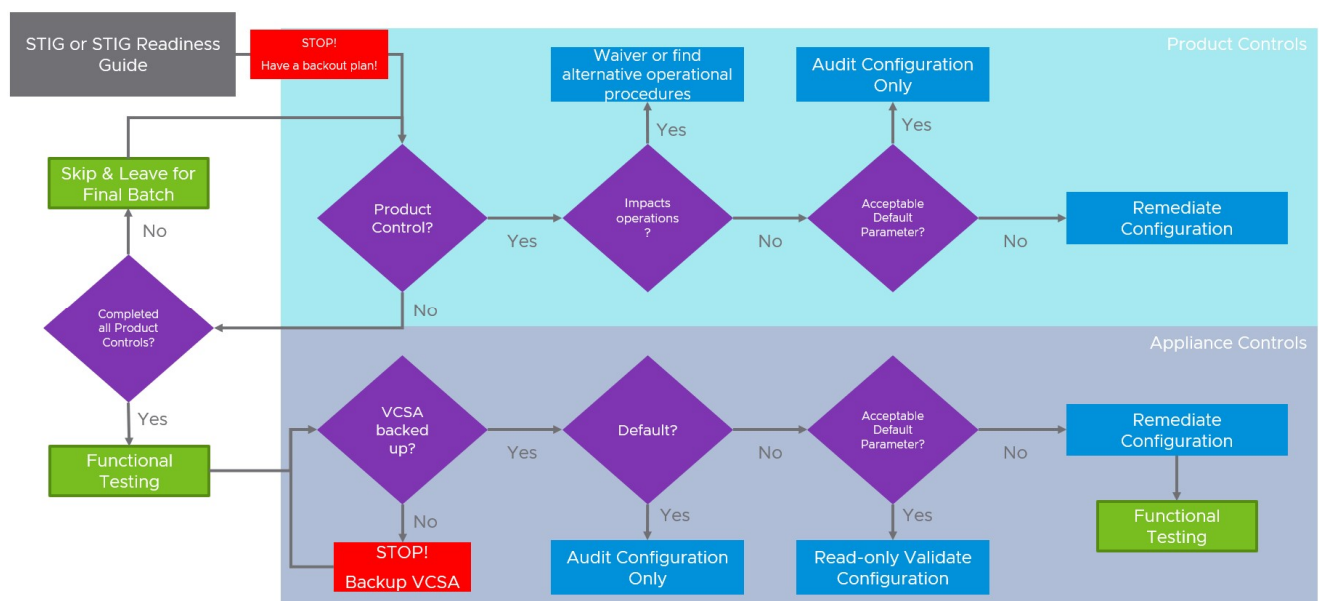 STIG or STIG Readiness
Guide
STOP!
Have a backout plan!
Product Controls
Waiver or find
alternative operational
procedures
Audit Configuration
Only
Yes
Yes
Skip & Leave for
Final Batch
Product
Control?
Impacts
operations
?
Acceptable
Default
Parameter?
Remediate
Configuration
No
Yes
No
No
Completed
all Product
Controls?
No
Appliance Controls
Yes
VCSA
backed
up?
Default?
Acceptable
Default
Parameter?
Remediate
Configuration
Functional
Testing
Yes
No
No
No
Yes
Yes
Functional
Testing
STOP!
Backup VCSA
Audit Configuration
Only
Read-only Validate
Configuration